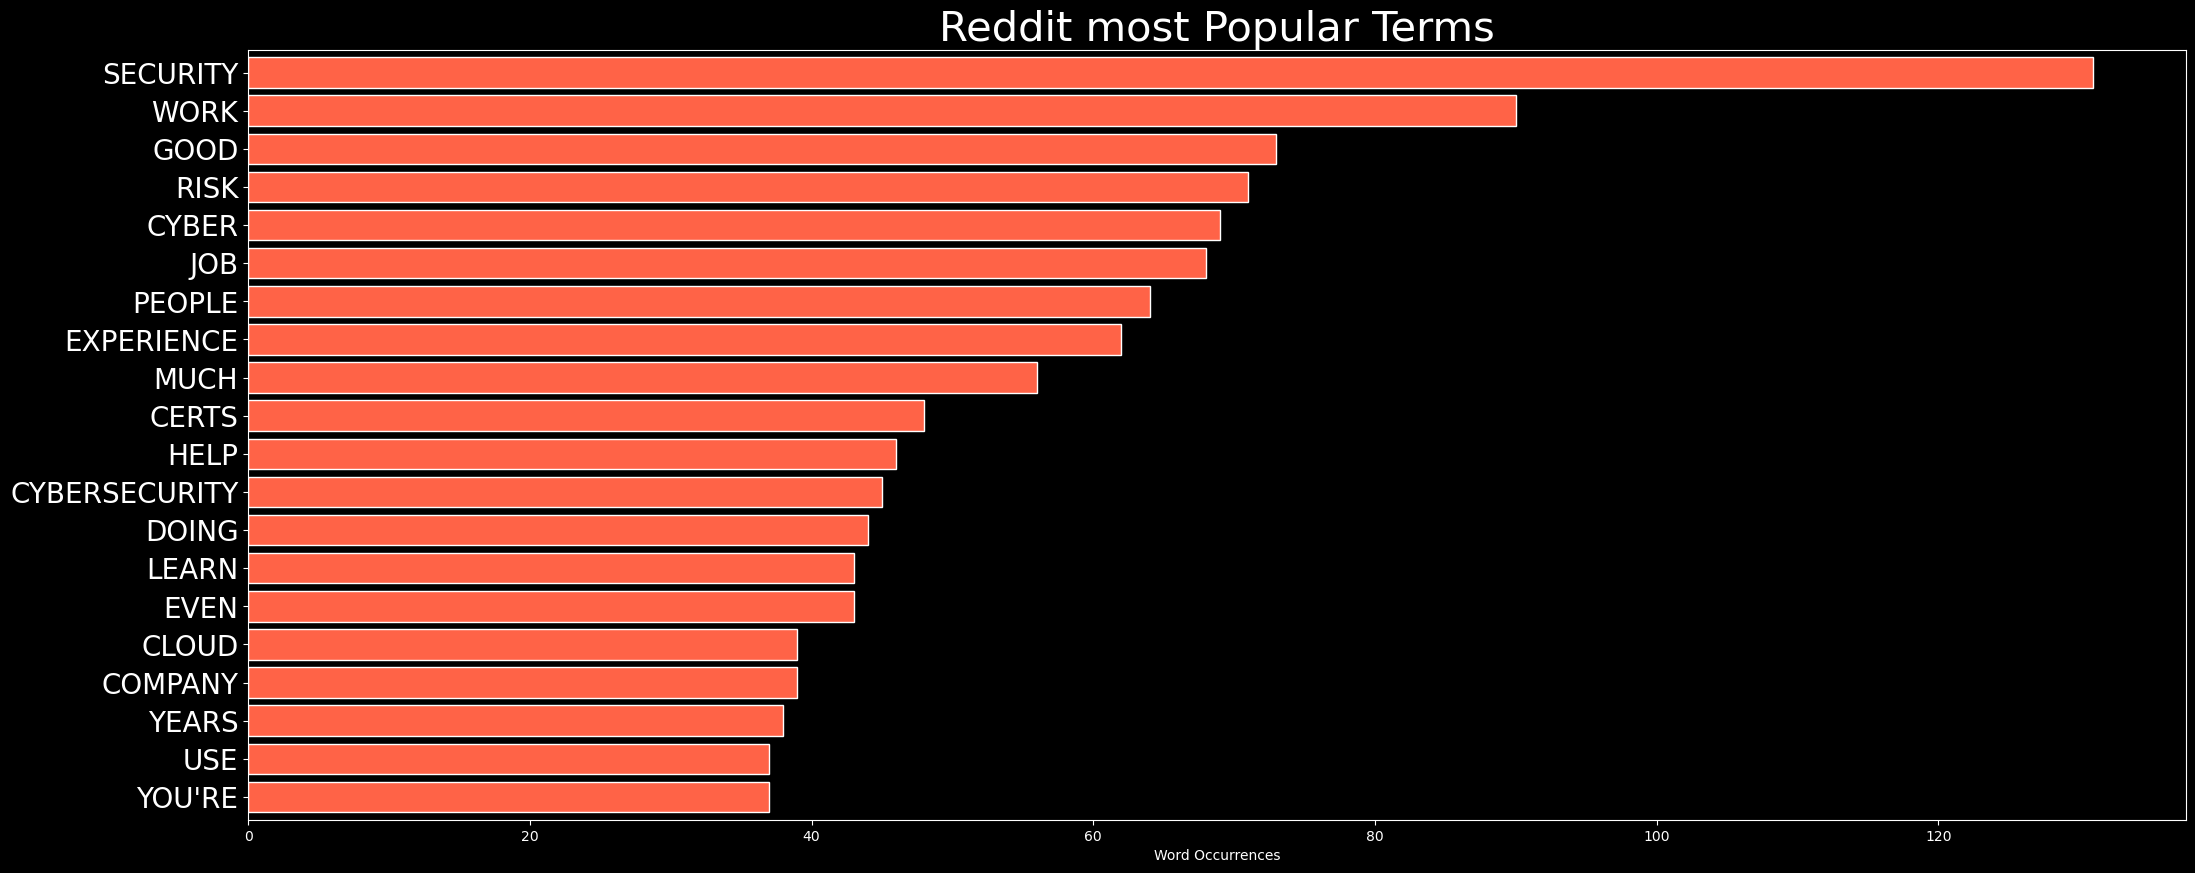 Reddit most Popular Terms
SECURITY
WORK
GOOD
RISK
CYBER
JOB
PEOPLE
EXPERIENCE
MUCH
CERTS
HELP
CYBERSECURITY
DOING
LEARN
EVEN
CLOUD
COMPANY
YEARS
USE
YOU'RE
0 20 40 60 80 100 120
Word Occurrences